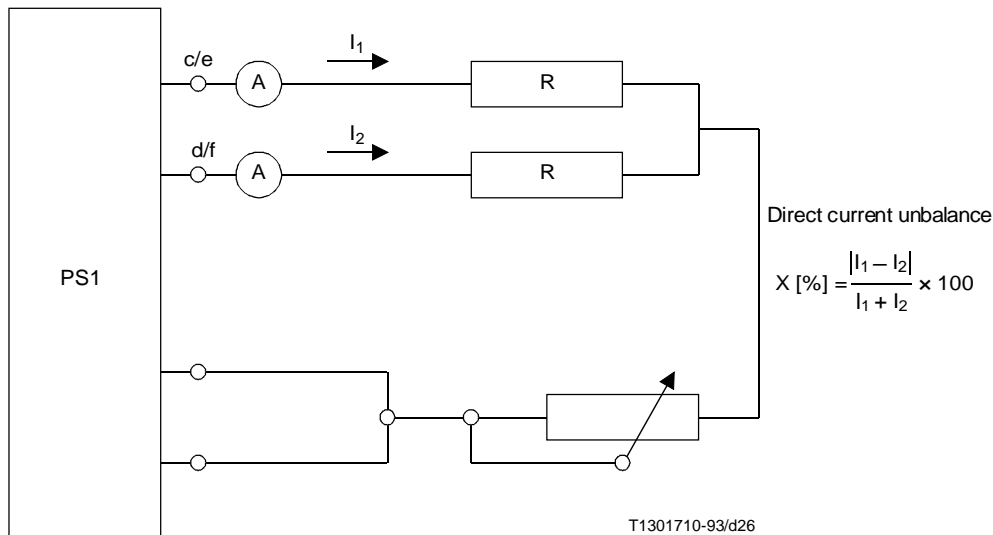 c/e
A
I1
R
d/f
A
I2
R
PS1
Direct current unbalance
X [%] = |I1 – I2| / I1 + I2 × 100
T1301710-93/d26